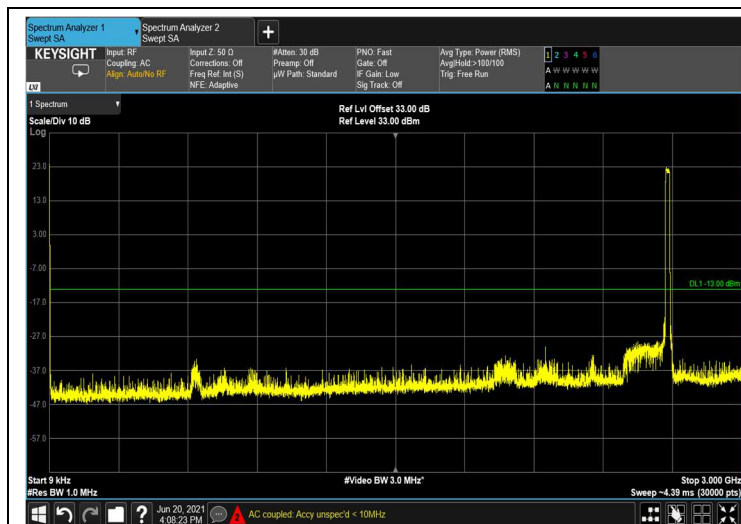 Spectrum Analyzer 1
Swept SA
Spectrum Analyzer 2
Swept SA
+
KEYSIGHT
LXI
Input: RF
Coupling: AC
Align: Auto/No RF
Input Z: 50 Ω
Corrections: Off
Freq Ref: Int (S)
NFE: Adaptive
#Atten: 30 dB
Preamp: Off
µW Path: Standard
PNO: Fast
Gate: Off
IF Gain: Low
Sig Track: Off
Avg Type: Power (RMS)
Avg|Hold:>100/100
Trig: Free Run
1 2 3 4 5 6
A W W W W W
A N N N N N
1 Spectrum
Scale/Div 10 dB
Log
Ref Lvl Offset 33.00 dB
Ref Level 33.00 dBm
23.0
13.0
3.00
-7.00
DL1 -13.00 dBm
-17.0
-27.0
-37.0
-47.0
-57.0
Start 9 kHz
#Res BW 1.0 MHz
#Video BW 3.0 MHz*
Stop 3.000 GHz
Sweep ~4.39 ms (30000 pts)
?
Jun 20, 2021
4:08:23 PM
AC coupled: Accy unspec'd < 10MHz